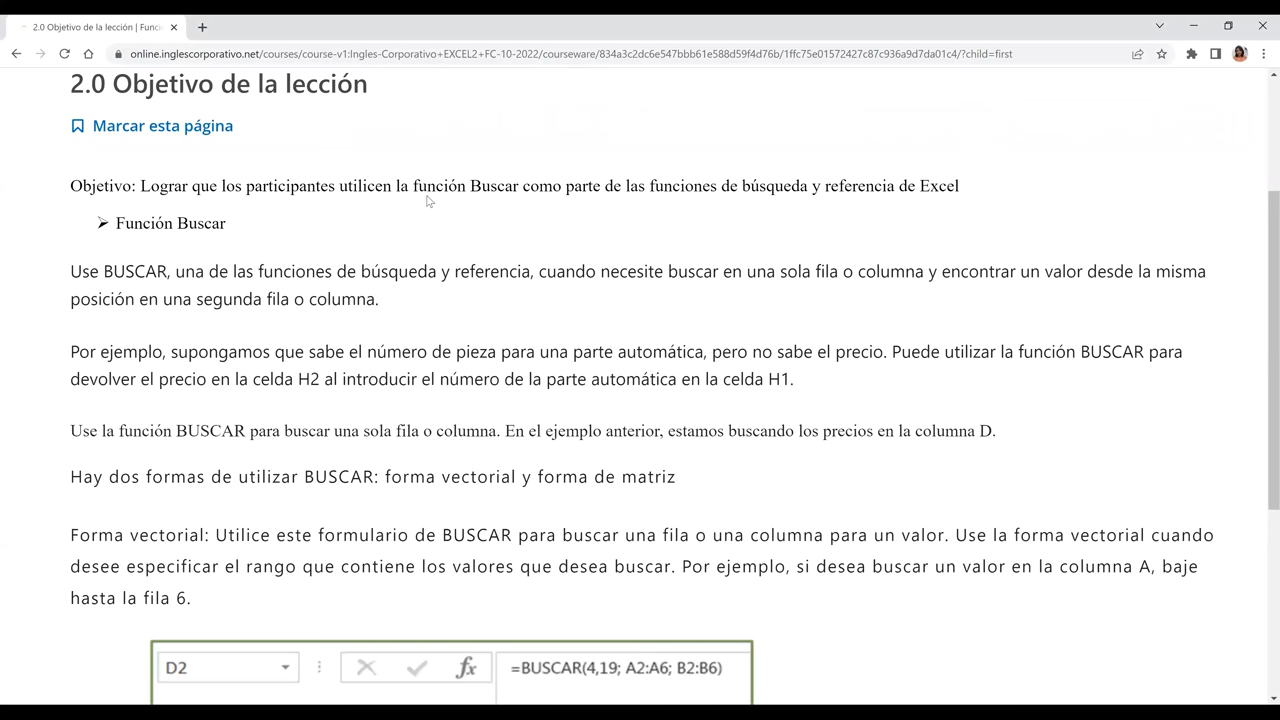 2.0 Objetivo de la lección | Funci
online.inglescorporativo.net/courses/course-v1:Ingles-Corporativo+EXCEL2+FC-10-2022/courseware/834a3c2dc6e547bbb61e588d59f4d76b/1ffc75e01572427c87c936a9d7da01c4/?child=first
2.0 Objetivo de la lección
Marcar esta página
Objetivo: Lograr que los participantes utilicen la función Buscar como parte de las funciones de búsqueda y referencia de Excel
➢ Función Buscar
Use BUSCAR, una de las funciones de búsqueda y referencia, cuando necesite buscar en una sola fila o columna y encontrar un valor desde la misma
posición en una segunda fila o columna.
Por ejemplo, supongamos que sabe el número de pieza para una parte automática, pero no sabe el precio. Puede utilizar la función BUSCAR para
devolver el precio en la celda H2 al introducir el número de la parte automática en la celda H1.
Use la función BUSCAR para buscar una sola fila o columna. En el ejemplo anterior, estamos buscando los precios en la columna D.
Hay dos formas de utilizar BUSCAR: forma vectorial y forma de matriz
Forma vectorial: Utilice este formulario de BUSCAR para buscar una fila o una columna para un valor. Use la forma vectorial cuando
desee especificar el rango que contiene los valores que desea buscar. Por ejemplo, si desea buscar un valor en la columna A, baje
hasta la fila 6.
D2 fx =BUSCAR(4,19; A2:A6; B2:B6)